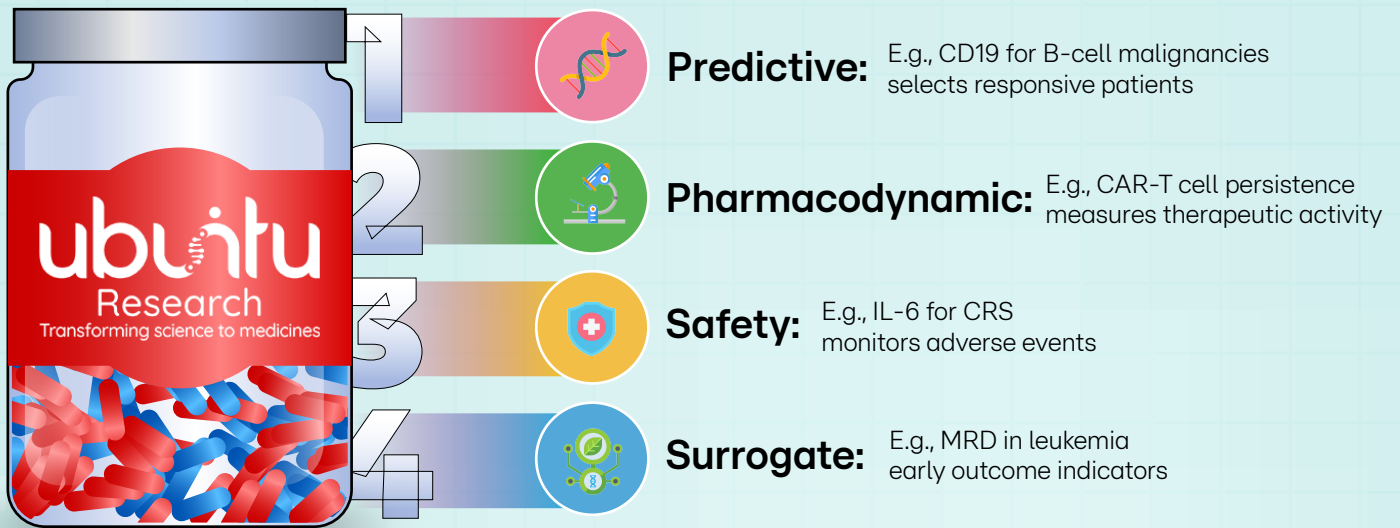 ubuntu
Research
Transforming science to medicines
1
Predictive:
E.g., CD19 for B-cell malignancies
selects responsive patients
2
Pharmacodynamic:
E.g., CAR-T cell persistence
measures therapeutic activity
3
Safety:
E.g., IL-6 for CRS
monitors adverse events
4
Surrogate:
E.g., MRD in leukemia
early outcome indicators